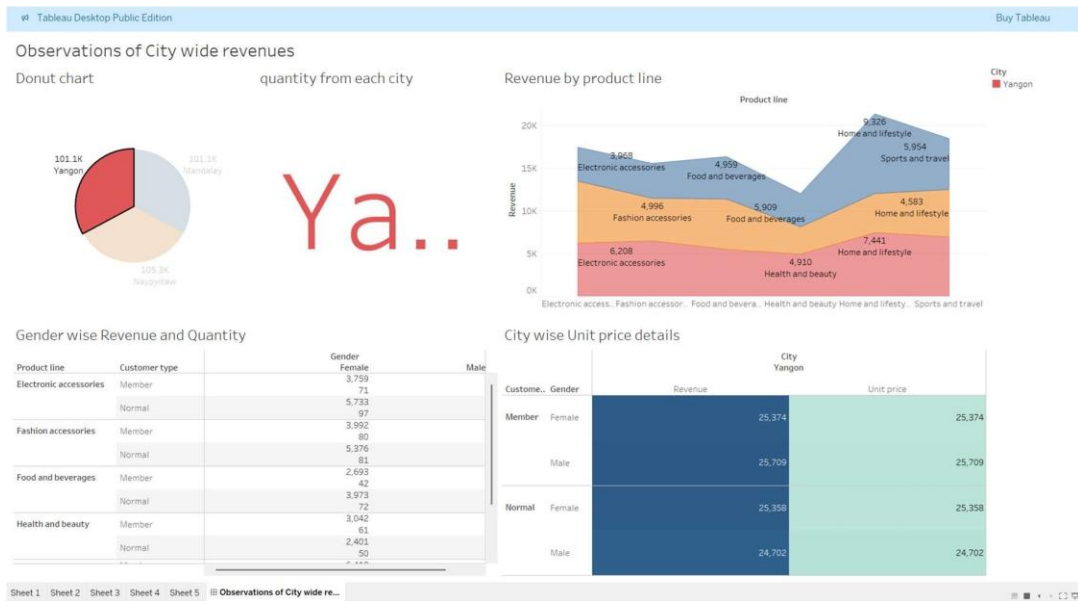 Tableau Desktop Public Edition
Buy Tableau
Observations of City wide revenues
Donut chart
101.1K
Yangon
101.1K
Mandalay
105.3K
Naypyitaw
quantity from each city
Ya..
Revenue by product line
Product line
Revenue
20K
15K
10K
5K
0K
3,968
Electronic accessories
4,959
Food and beverages
9,326
Home and lifestyle
5,954
Sports and travel
4,996
Fashion accessories
5,909
Food and beverages
4,583
Home and lifestyle
6,208
Electronic accessories
4,910
Health and beauty
7,441
Home and lifestyle
Electronic access.. Fashion accessor.. Food and bevera.. Health and beauty Home and lifesty.. Sports and travel
City
Yangon
Gender wise Revenue and Quantity
Gender
Product line Customer type Female Male
Electronic accessories Member 3,759
71
Normal 5,733
97
Fashion accessories Member 3,992
80
Normal 5,376
81
Food and beverages Member 2,693
42
Normal 3,973
72
Health and beauty Member 3,042
61
Normal 2,401
50
City wise Unit price details
City
Yangon
Custome.. Gender Revenue Unit price
Member Female 25,374 25,374
Male 25,709 25,709
Normal Female 25,358 25,358
Male 24,702 24,702
Sheet 1 Sheet 2 Sheet 3 Sheet 4 Sheet 5 Observations of City wide re...